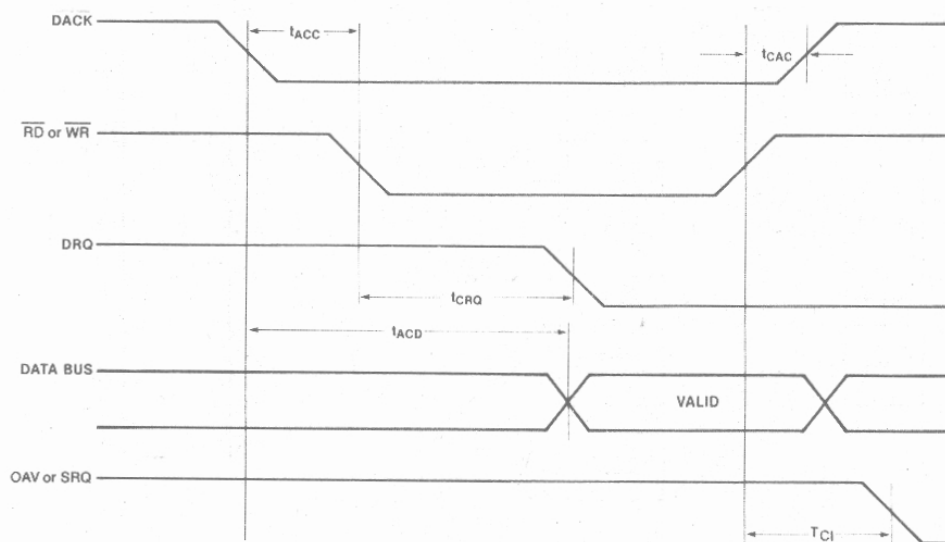 DACK
tACC
tCAC
RD or WR
DRQ
tCRQ
tACD
DATA BUS
VALID
OAV or SRQ
TCI